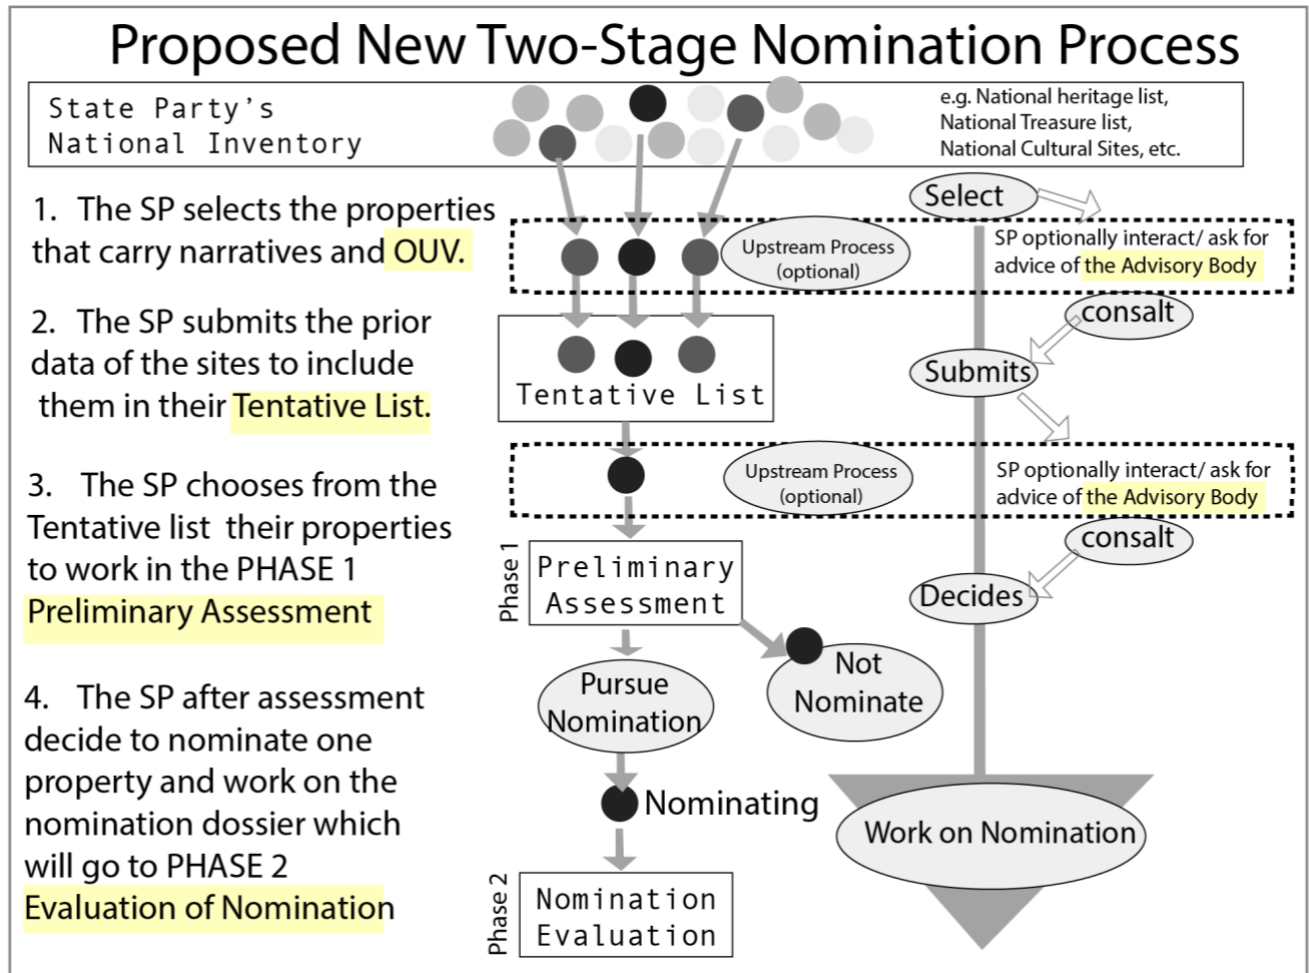 Proposed New Two-Stage Nomination Process
State Party's
National Inventory
e.g. National heritage list,
National Treasure list,
National Cultural Sites, etc.
1. The SP selects the properties
that carry narratives and OUV.
2. The SP submits the prior
data of the sites to include
them in their Tentative List.
3. The SP chooses from the
Tentative list their properties
to work in the PHASE 1
Preliminary Assessment
4. The SP after assessment
decide to nominate one
property and work on the
nomination dossier which
will go to PHASE 2
Evaluation of Nomination
Upstream Process
(optional)
Tentative List
Upstream Process
(optional)
Phase 1
Preliminary
Assessment
Pursue
Nomination
Not
Nominate
Nominating
Phase 2
Nomination
Evaluation
Select
SP optionally interact/ ask for
advice of the Advisory Body
consalt
Submits
SP optionally interact/ ask for
advice of the Advisory Body
consalt
Decides
Work on Nomination